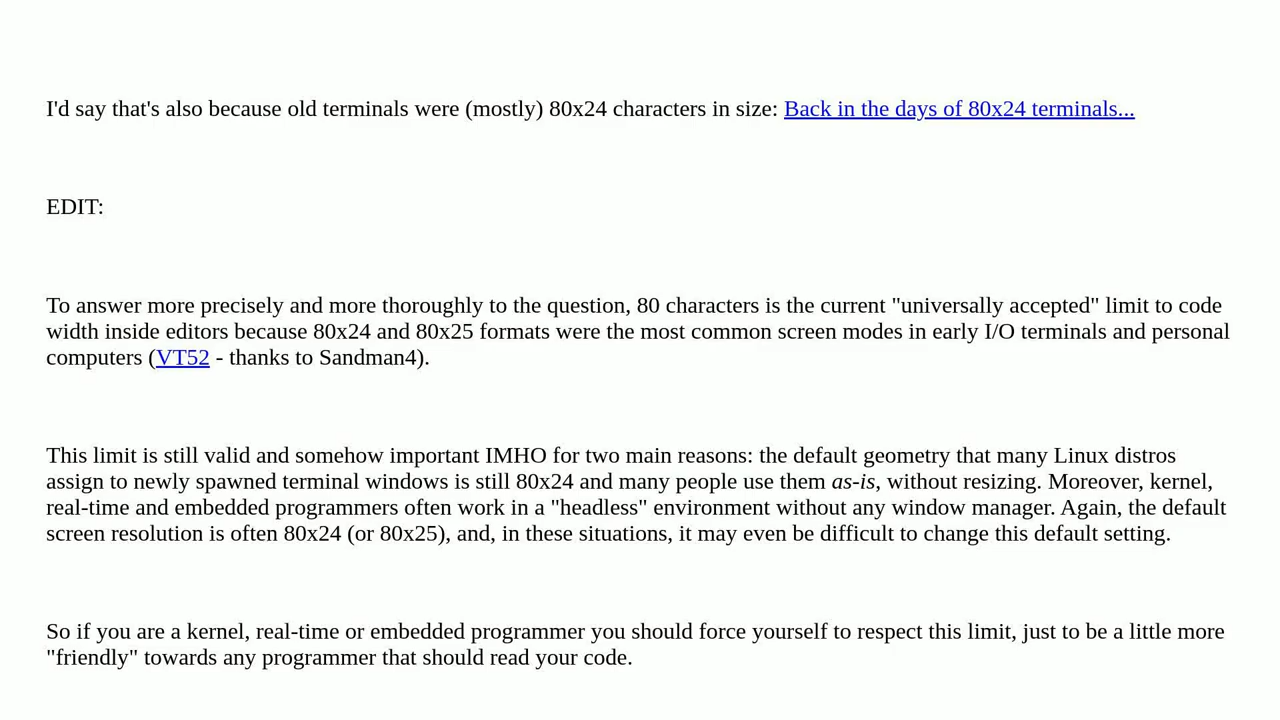 I'd say that's also because old terminals were (mostly) 80x24 characters in size: Back in the days of 80x24 terminals...
EDIT:
To answer more precisely and more thoroughly to the question, 80 characters is the current "universally accepted" limit to code
width inside editors because 80x24 and 80x25 formats were the most common screen modes in early I/O terminals and personal
computers (VT52 - thanks to Sandman4).
This limit is still valid and somehow important IMHO for two main reasons: the default geometry that many Linux distros
assign to newly spawned terminal windows is still 80x24 and many people use them as-is, without resizing. Moreover, kernel,
real-time and embedded programmers often work in a "headless" environment without any window manager. Again, the default
screen resolution is often 80x24 (or 80x25), and, in these situations, it may even be difficult to change this default setting.
So if you are a kernel, real-time or embedded programmer you should force yourself to respect this limit, just to be a little more
"friendly" towards any programmer that should read your code.